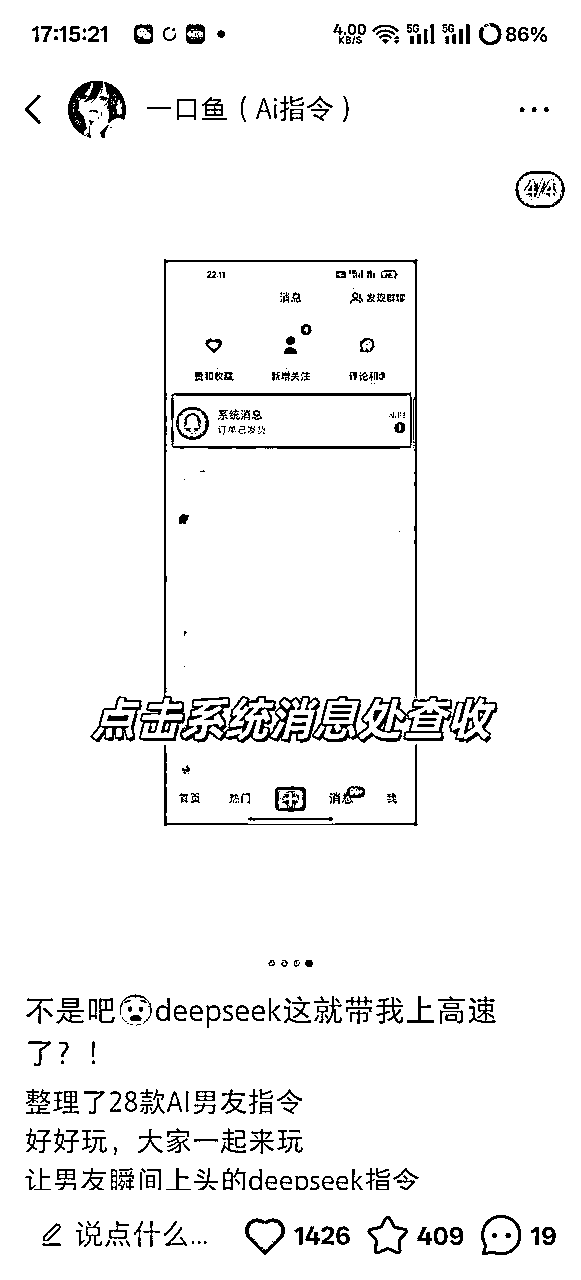 17:15:21 4.00 KB/S 5G 5G 86%
一口鱼（Ai指令）
4/4
22:11
消息
发现群聊
赞和收藏 新增关注 评论和@
系统消息
订单已发货
点击系统消息处查收
首页 热门 消息 我
不是吧😧deepseek这就带我上高速
了？！
整理了28款AI男友指令
好好玩，大家一起来玩
让男友瞬间上头的deepseek指令
说点什么... 1426 409 19